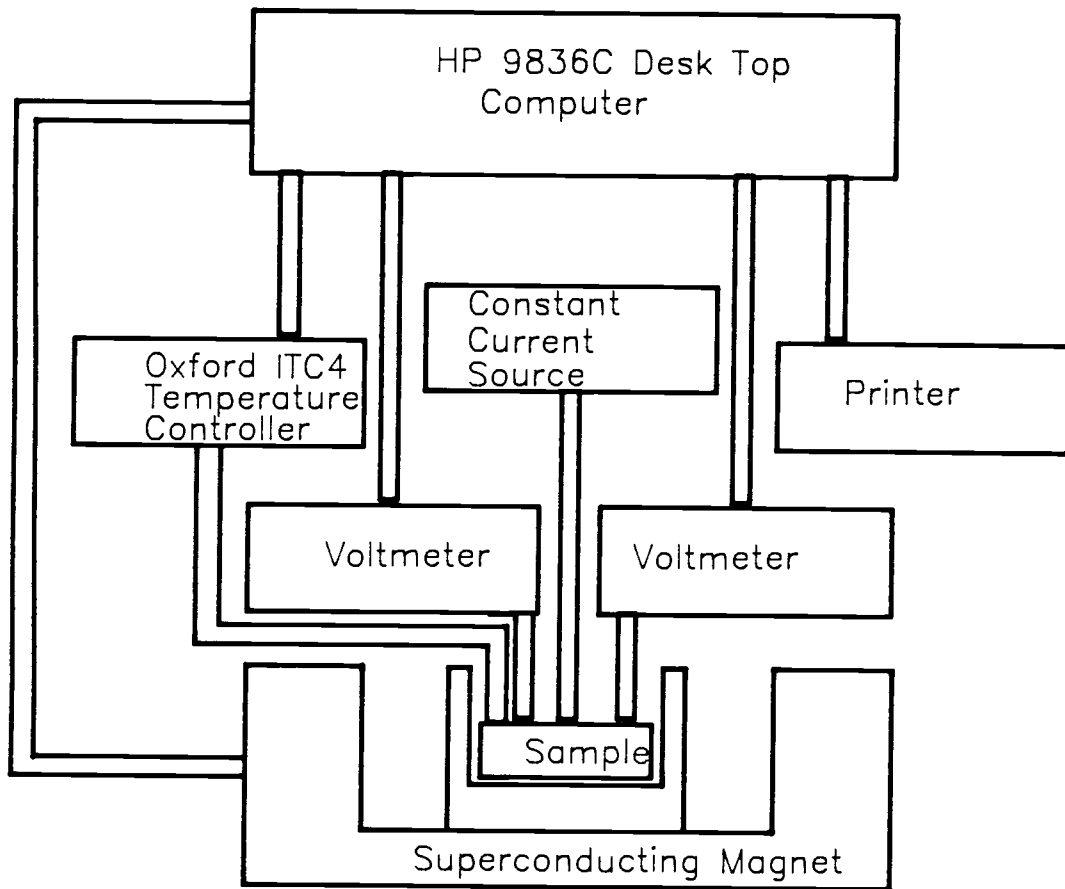 HP 9836C Desk Top
Computer
Constant
Current
Source
Oxford ITC4
Temperature
Controller
Printer
Voltmeter
Voltmeter
Sample
Superconducting Magnet